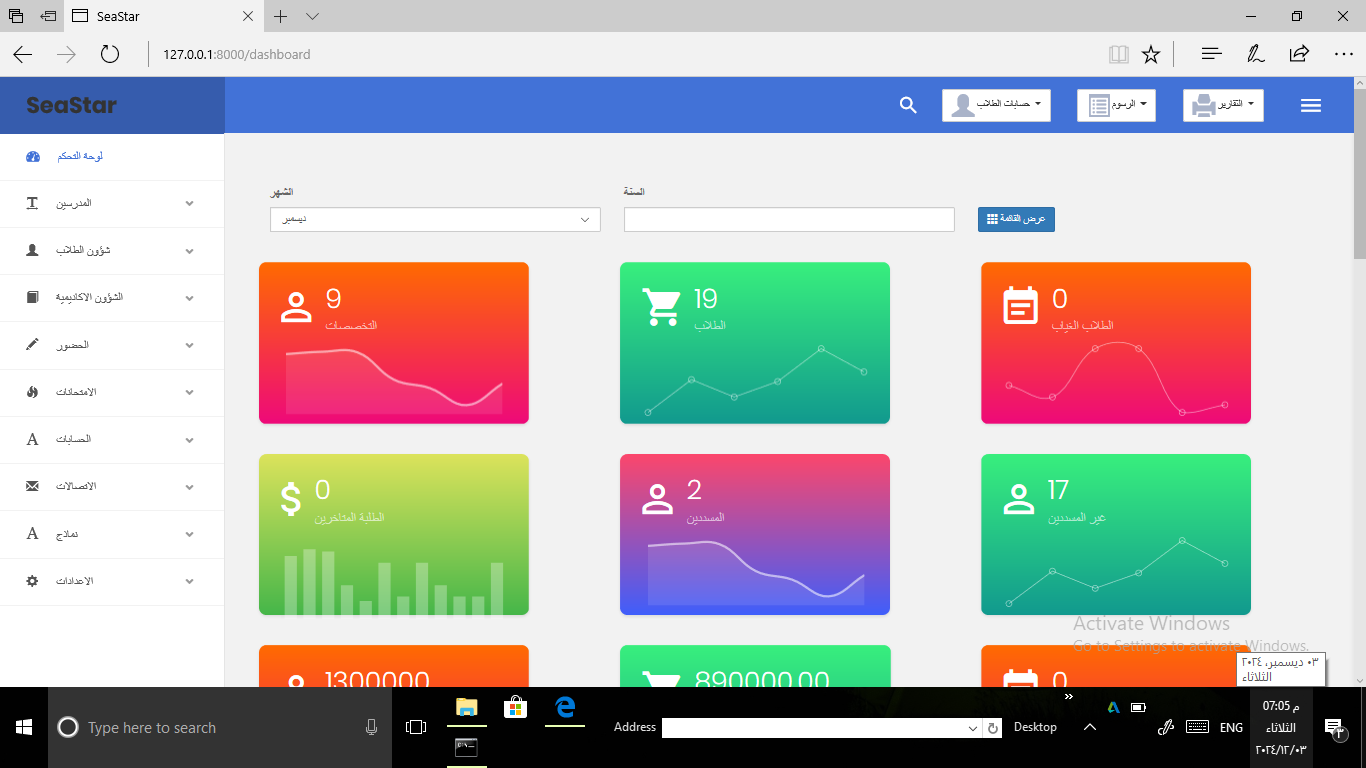 SeaStar
127.0.0.1:8000/dashboard
SeaStar
حسابات الطلاب
الرسوم
التقارير
لوحة التحكم
المدرسين
شؤون الطلاب
الشؤون الاكاديمية
الحضور
الامتحانات
الحسابات
الاتصالات
نماذج
الاعدادات
الشهر
السنة
ديسمبر
عرض القائمة
9
التخصصات
19
الطلاب
0
الطلاب الغياب
0
الطلبة المتاخرين
2
المسددين
17
غير المسددين
1300000
890000.00
0
Activate Windows
Go to Settings to activate Windows.
٠٣ ديسمبر، ٢٠٢٤
الثلاثاء
Type here to search
Address
Desktop
ENG
07:05 م
الثلاثاء
٢٠٢٤/١٢/٠٣
٣